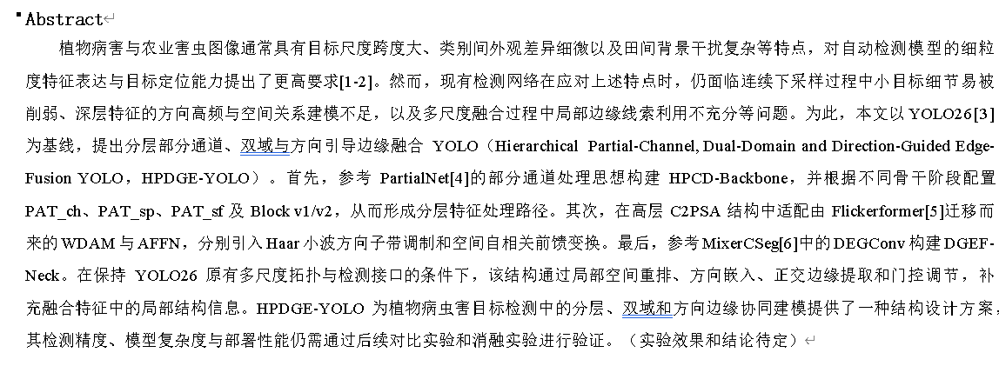 Abstract
植物病害与农业害虫图像通常具有目标尺度跨度大、类别间外观差异细微以及田间背景干扰复杂等特点，对自动检测模型的细粒
度特征表达与目标定位能力提出了更高要求[1-2]。然而，现有检测网络在应对上述特点时，仍面临连续下采样过程中小目标细节易被
削弱、深层特征的方向高频与空间关系建模不足，以及多尺度融合过程中局部边缘线索利用不充分等问题。为此，本文以 YOLO26[3]
为基线，提出分层部分通道、双域与方向引导边缘融合 YOLO（Hierarchical Partial-Channel, Dual-Domain and Direction-Guided Edge-
Fusion YOLO，HPDGE-YOLO）。首先，参考 PartialNet[4]的部分通道处理思想构建 HPCD-Backbone，并根据不同骨干阶段配置
PAT_ch、PAT_sp、PAT_sf 及 Block v1/v2，从而形成分层特征处理路径。其次，在高层 C2PSA 结构中适配由 Flickerformer[5]迁移而
来的 WDAM 与 AFFN，分别引入 Haar 小波方向子带调制和空间自相关前馈变换。最后，参考 MixerCSeg[6]中的 DEGConv 构建 DGEF-
Neck。在保持 YOLO26 原有多尺度拓扑与检测接口的条件下，该结构通过局部空间重排、方向嵌入、正交边缘提取和门控调节，补
充融合特征中的局部结构信息。HPDGE-YOLO 为植物病虫害目标检测中的分层、双域和方向边缘协同建模提供了一种结构设计方案，
其检测精度、模型复杂度与部署性能仍需通过后续对比实验和消融实验进行验证。（实验效果和结论待定）